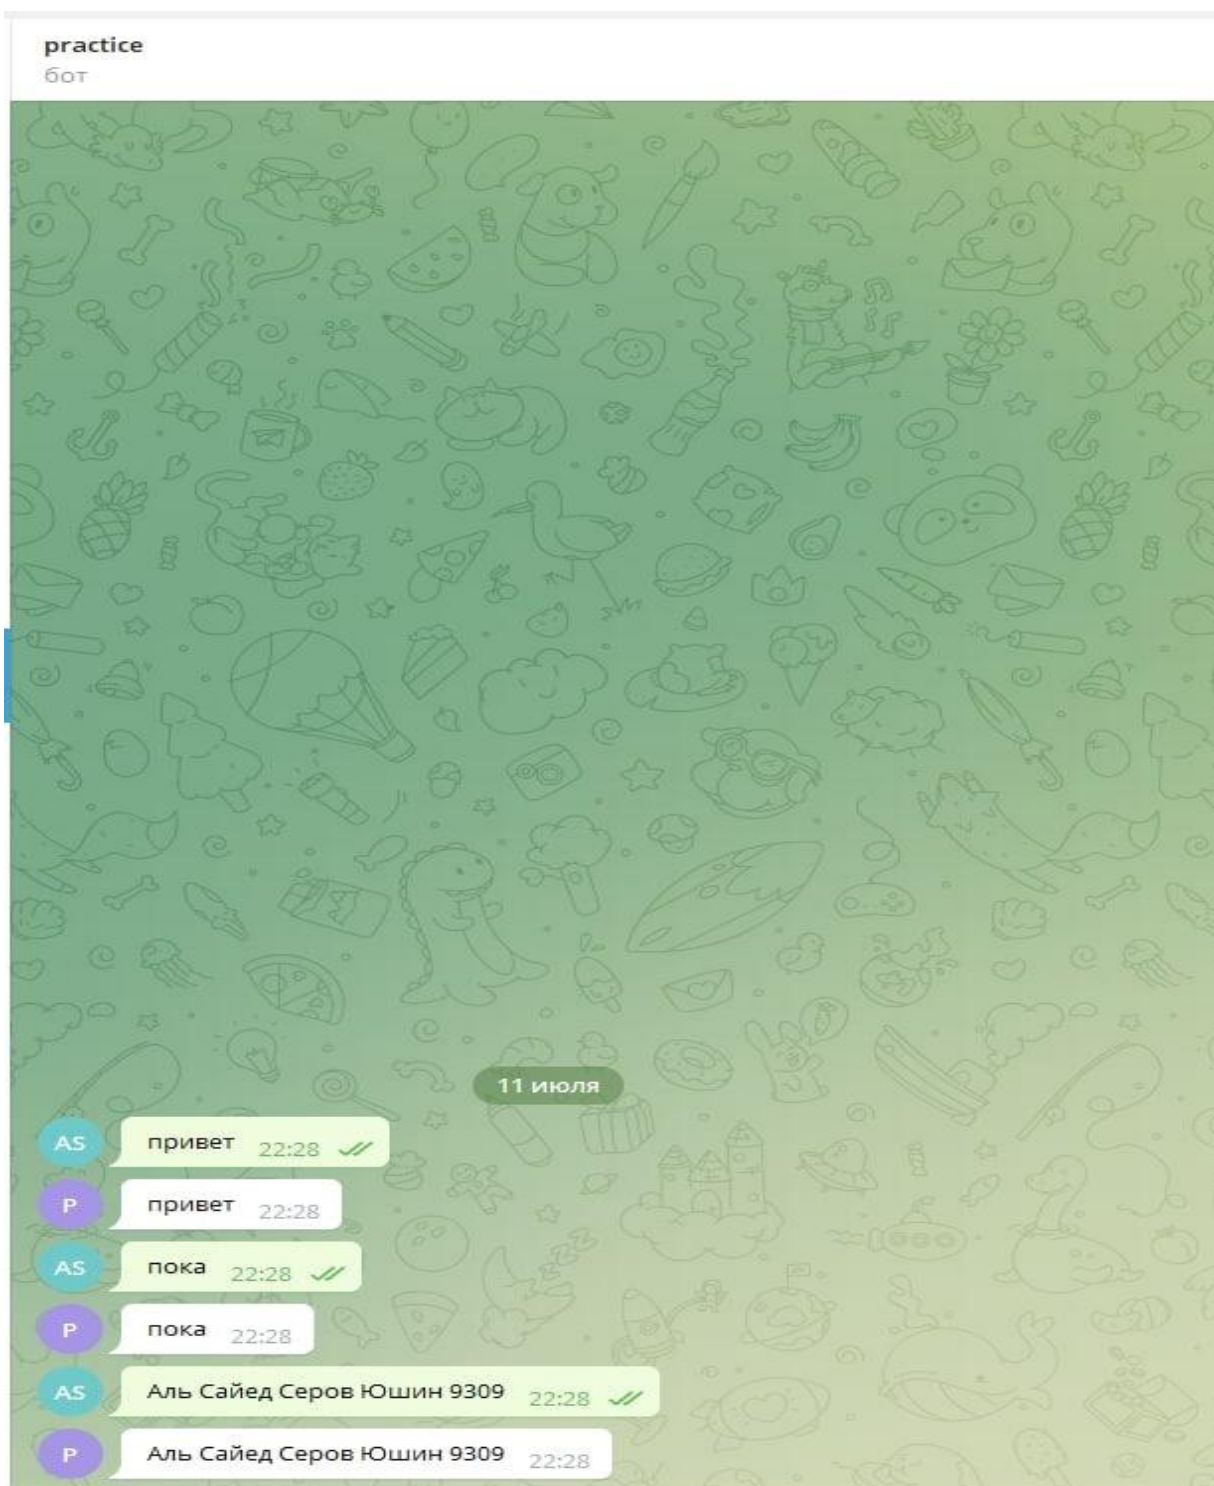 practice
бот
11 июля
AS привет 22:28
P привет 22:28
AS пока 22:28
P пока 22:28
AS Аль Сайед Серов Юшин 9309 22:28
P Аль Сайед Серов Юшин 9309 22:28